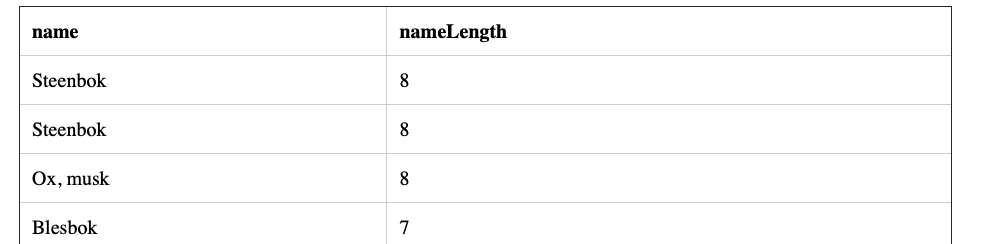 name nameLength
Steenbok 8
Steenbok 8
Ox, musk 8
Blesbok 7